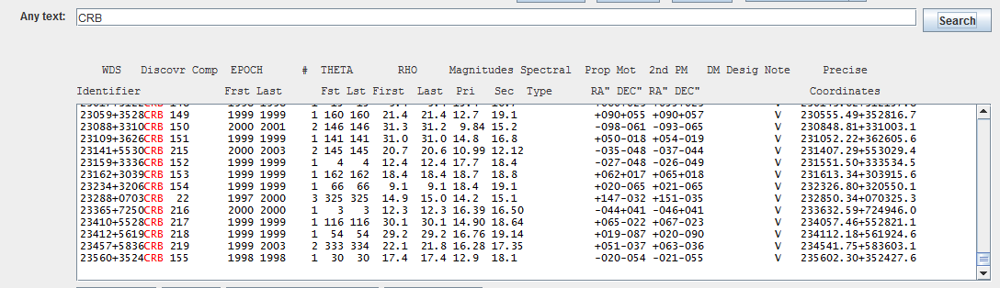 Any text: CRB Search
WDS Discovr Comp EPOCH # THETA RHO Magnitudes Spectral Prop Mot 2nd PM DM Desig Note Precise
Identifier Frst Last Fst Lst First Last Pri Sec Type RA" DEC" RA" DEC" Coordinates
23059+3528CRB 149 1999 1999 1 160 160 21.4 21.4 12.7 19.1 +090+055 +090+057 V 230555.49+352816.7
23088+3310CRB 150 2000 2001 2 146 146 31.3 31.2 9.84 15.2 -098-061 -093-065 V 230848.81+331003.1
23109+3626CRB 151 1999 1999 1 141 141 31.0 31.0 14.8 16.8 +050-018 +054-019 V 231052.22+362605.6
23141+5530CRB 215 2000 2003 2 145 145 20.7 20.6 10.99 12.12 -035-048 -037-044 V 231407.29+553029.4
23159+3336CRB 152 1999 1999 1 4 4 12.4 12.4 17.7 18.4 -027-048 -026-049 V 231551.50+333534.5
23162+3039CRB 153 1999 1999 1 162 162 18.4 18.4 18.7 18.8 +062+017 +065+018 V 231613.34+303915.6
23234+3206CRB 154 1999 1999 1 66 66 9.1 9.1 18.4 19.1 +020-065 +021-065 V 232326.80+320550.1
23288+0703CRB 22 1997 2000 3 325 325 14.9 15.0 14.2 15.1 +147-032 +151-035 V 232850.34+070325.3
23365+7250CRB 216 2000 2000 1 3 3 12.3 12.3 16.39 16.50 -044+041 -046+041 V 233632.59+724946.0
23410+5528CRB 217 1999 1999 1 116 116 30.1 30.1 14.90 18.64 +065-022 +067-023 V 234057.46+552821.1
23412+5619CRB 218 1999 1999 1 54 54 29.2 29.2 16.76 19.14 +019-087 +020-090 V 234112.18+561924.6
23457+5836CRB 219 1999 2003 2 333 334 22.1 21.8 16.28 17.35 +051-037 +063-036 V 234541.75+583603.1
23560+3524CRB 155 1998 1998 1 30 30 17.4 17.4 12.9 18.1 -020-054 -021-055 V 235602.30+352427.6